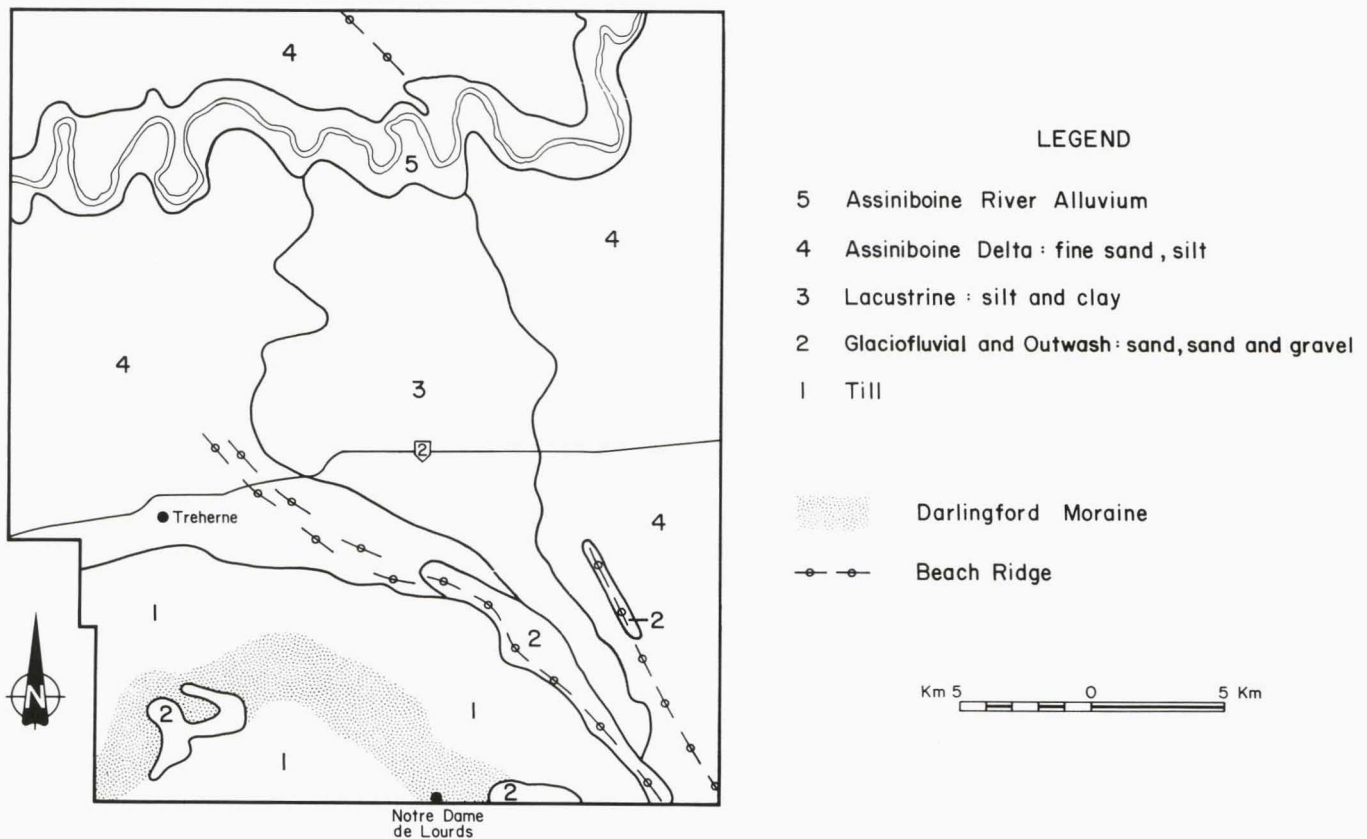 4
5
4
4
3
2
Treherne
4
1
2
2
2
1
1
2
Notre Dame
de Lourds
N
LEGEND
5 Assiniboine River Alluvium
4 Assiniboine Delta : fine sand , silt
3 Lacustrine : silt and clay
2 Glaciofluvial and Outwash : sand, sand and gravel
1 Till
Darlingford Moraine
Beach Ridge
Km 5 0 5 Km